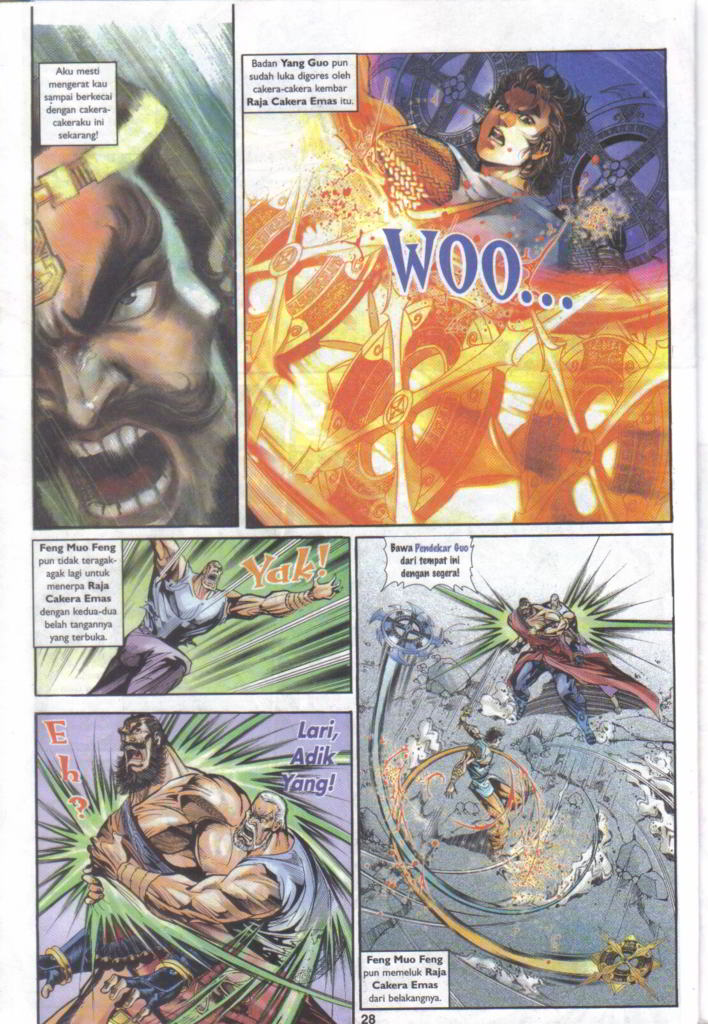 Aku mesti
mengerat kau
sampai berkecai
dengan cakera-
cakeraku ini
sekarang!
Badan Yang Guo pun
sudah luka digores oleh
cakera-cakera kembar
Raja Cakera Emas itu.
WOO...
Feng Muo Feng
pun tidak teragak-
agak lagi untuk
menerpa Raja
Cakera Emas
dengan kedua-dua
belah tangannya
yang terbuka.
Yak!
Bawa Pendekar Guo
dari tempat ini
dengan segera!
Eh?
Lari,
Adik
Yang!
Feng Muo Feng
pun memeluk Raja
Cakera Emas
dari belakangnya.
28